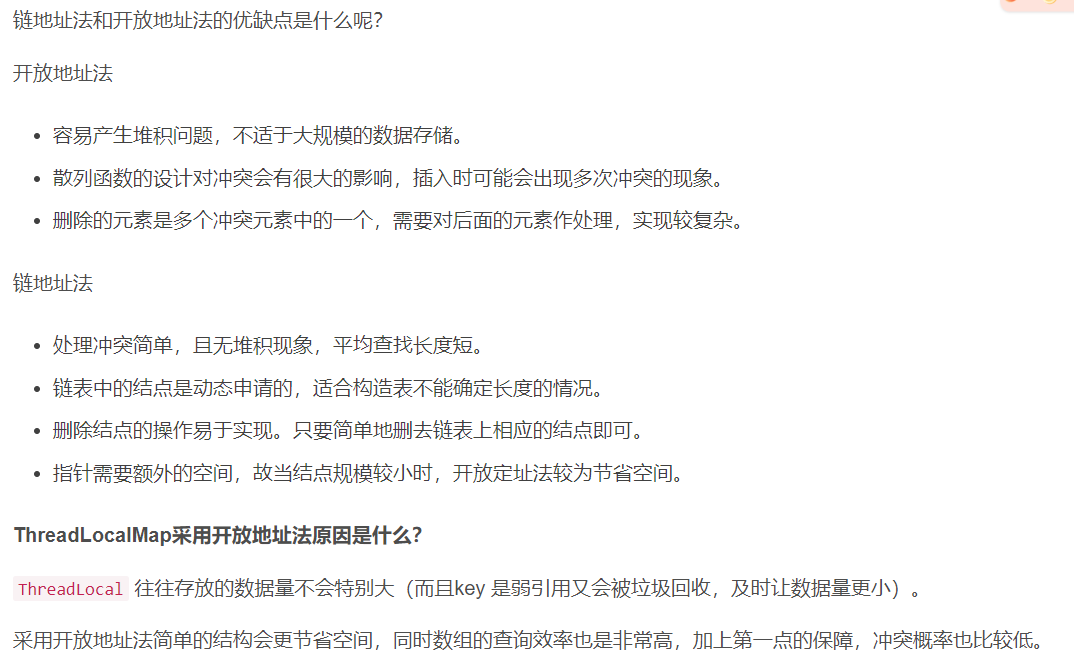 链地址法和开放地址法的优缺点是什么呢？
开放地址法
容易产生堆积问题，不适于大规模的数据存储。
散列函数的设计对冲突会有很大的影响，插入时可能会出现多次冲突的现象。
删除的元素是多个冲突元素中的一个，需要对后面的元素作处理，实现较复杂。
链地址法
处理冲突简单，且无堆积现象，平均查找长度短。
链表中的结点是动态申请的，适合构造表不能确定长度的情况。
删除结点的操作易于实现。只要简单地删去链表上相应的结点即可。
指针需要额外的空间，故当结点规模较小时，开放定址法较为节省空间。
ThreadLocalMap采用开放地址法原因是什么？
ThreadLocal 往往存放的数据量不会特别大（而且key 是弱引用又会被垃圾回收，及时让数据量更小）。
采用开放地址法简单的结构会更节省空间，同时数组的查询效率也是非常高，加上第一点的保障，冲突概率也比较低。